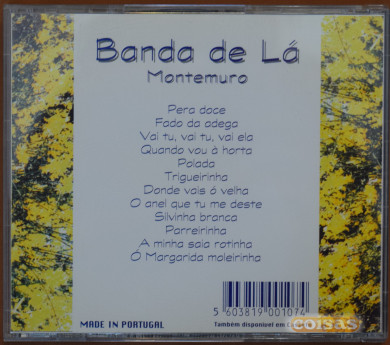 Banda de Lá
Montemuro
Pera doce
Fado da adega
Vai tu, vai tu, vai ela
Quando vou à horta
Poiada
Trigueirinha
Donde vais ó velha
O anel que tu me deste
Silvinha branca
Parreirinha
A minha saia rotinha
Ó Margarida moleirinha
5 603819 001074
MADE IN PORTUGAL
Também disponível em
coisas